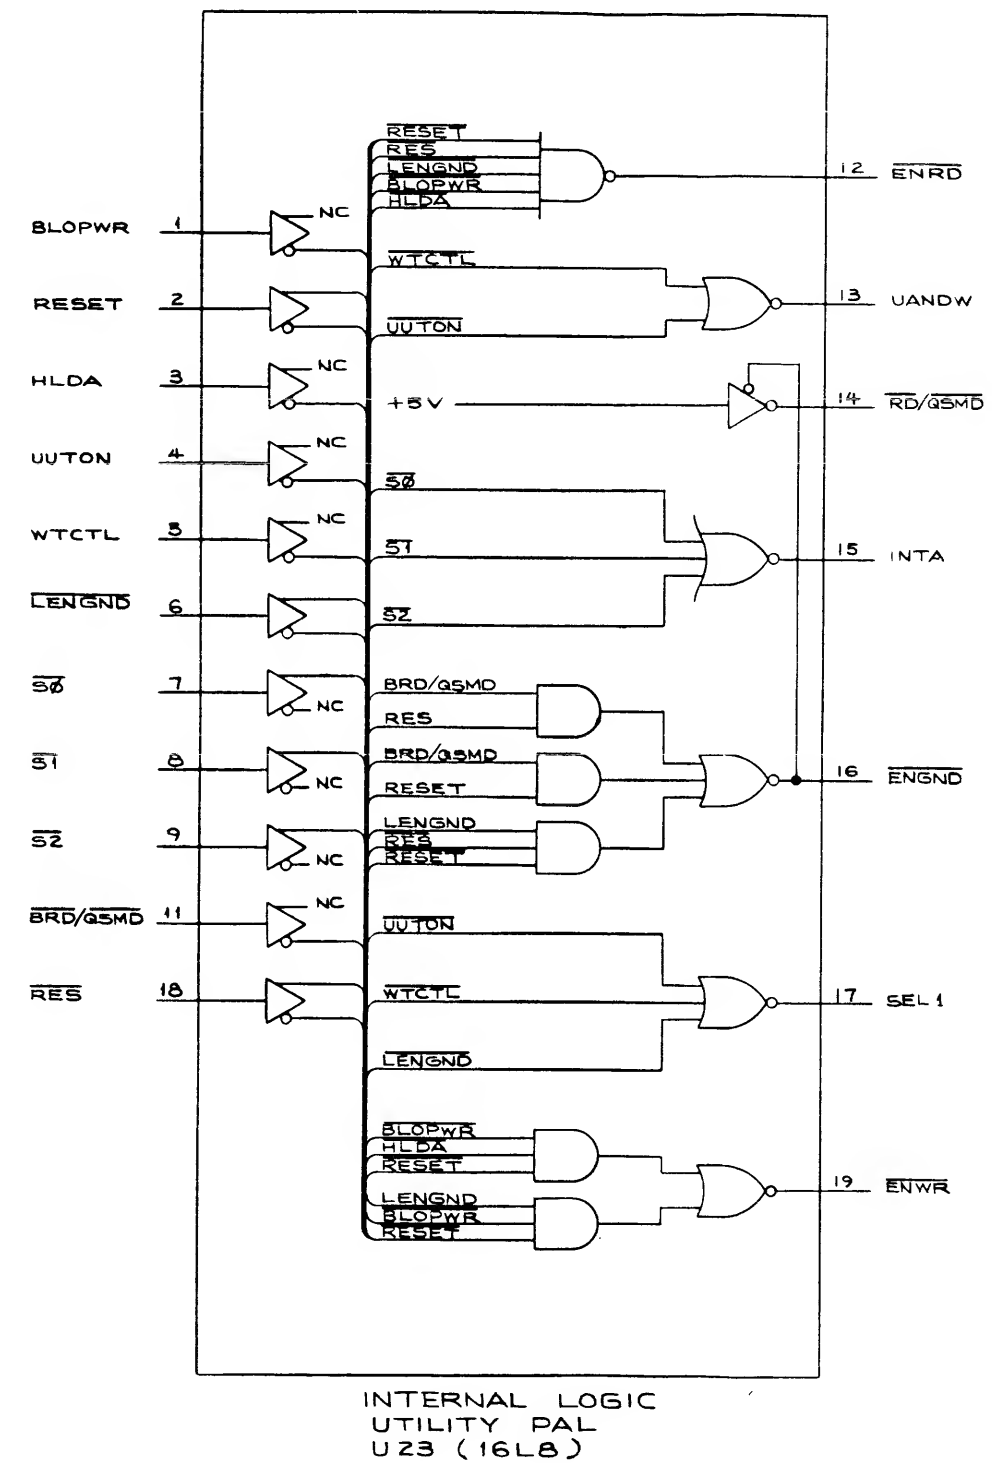 RESET
RES
LENGND
BLOPWR
HLDA
12 ENRD
BLOPWR 1 NC
WTCTL
RESET 2
13 UANDW
UUTON
HLDA 3 NC
+5V
14 RD/QSMD
UUTON 4 NC
SØ
WTCTL 5 NC
S1
15 INTA
LENGND 6
S2
SØ 7 NC
BRD/QSMD
RES
S1 8 NC
BRD/QSMD
RESET
16 ENGND
S2 9 NC
LENGND
RES
RESET
BRD/QSMD 11 NC
UUTON
RES 18
WTCTL
17 SEL1
LENGND
BLOPWR
HLDA
RESET
19 ENWR
LENGND
BLOPWR
RESET
INTERNAL LOGIC
UTILITY PAL
U23 (16L8)